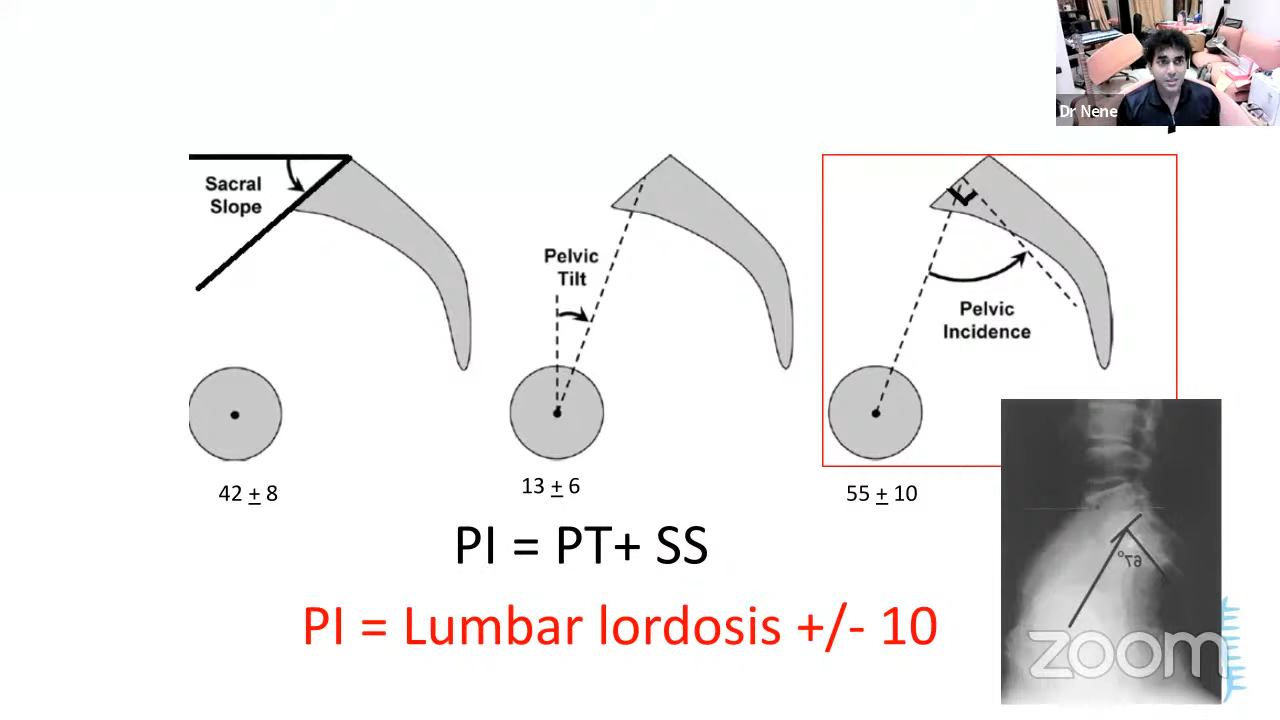 Dr Nene
Sacral
Slope
Pelvic
Tilt
Pelvic
Incidence
42 ± 8
13 ± 6
55 ± 10
PI = PT+ SS
67°
PI = Lumbar lordosis +/- 10
zoom